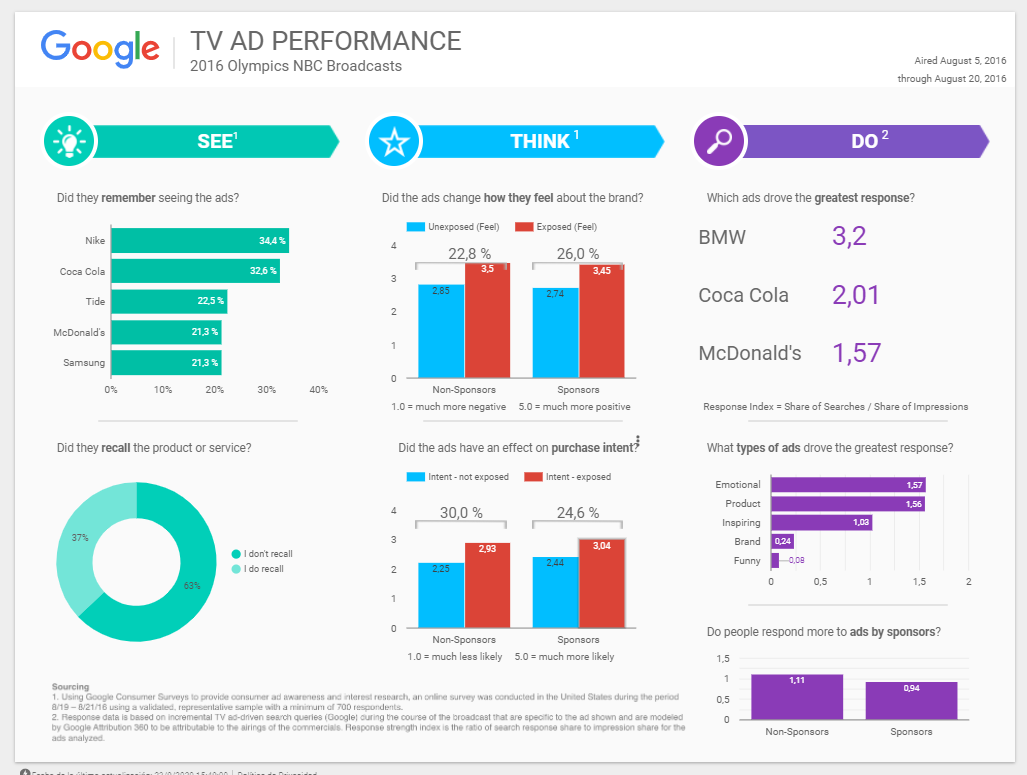 Google
TV AD PERFORMANCE
2016 Olympics NBC Broadcasts
Aired August 5, 2016
through August 20, 2016
SEE1
Did they remember seeing the ads?
Nike 34,4 %
Coca Cola 32,6 %
Tide 22,5 %
McDonald's 21,3 %
Samsung 21,3 %
0% 10% 20% 30% 40%
Did they recall the product or service?
37%
63%
I don't recall
I do recall
THINK 1
Did the ads change how they feel about the brand?
Unexposed (Feel) Exposed (Feel)
4
3
2
1
0
22,8 % 26,0 %
2,85 3,5 2,74 3,45
Non-Sponsors Sponsors
1.0 = much more negative 5.0 = much more positive
Did the ads have an effect on purchase intent?
Intent - not exposed Intent - exposed
4
3
2
1
0
30,0 % 24,6 %
2,25 2,93 2,44 3,04
Non-Sponsors Sponsors
1.0 = much less likely 5.0 = much more likely
DO 2
Which ads drove the greatest response?
BMW 3,2
Coca Cola 2,01
McDonald's 1,57
Response Index = Share of Searches / Share of Impressions
What types of ads drove the greatest response?
Emotional 1,57
Product 1,56
Inspiring 1,03
Brand 0,24
Funny 0,08
0 0,5 1 1,5 2
Do people respond more to ads by sponsors?
1,5
1
0,5
0
1,11 0,94
Non-Sponsors Sponsors
Sourcing
1. Using Google Consumer Surveys to provide consumer ad awareness and interest research, an online survey was conducted in the United States during the period
8/19 – 8/21/16 using a validated, representative sample with a minimum of 700 respondents.
2. Response data is based on incremental TV ad-driven search queries (Google) during the course of the broadcast that are specific to the ad shown and are modeled
by Google Attribution 360 to be attributable to the airings of the commercials. Response strength index is the ratio of search response share to impression share for the
ads analyzed.